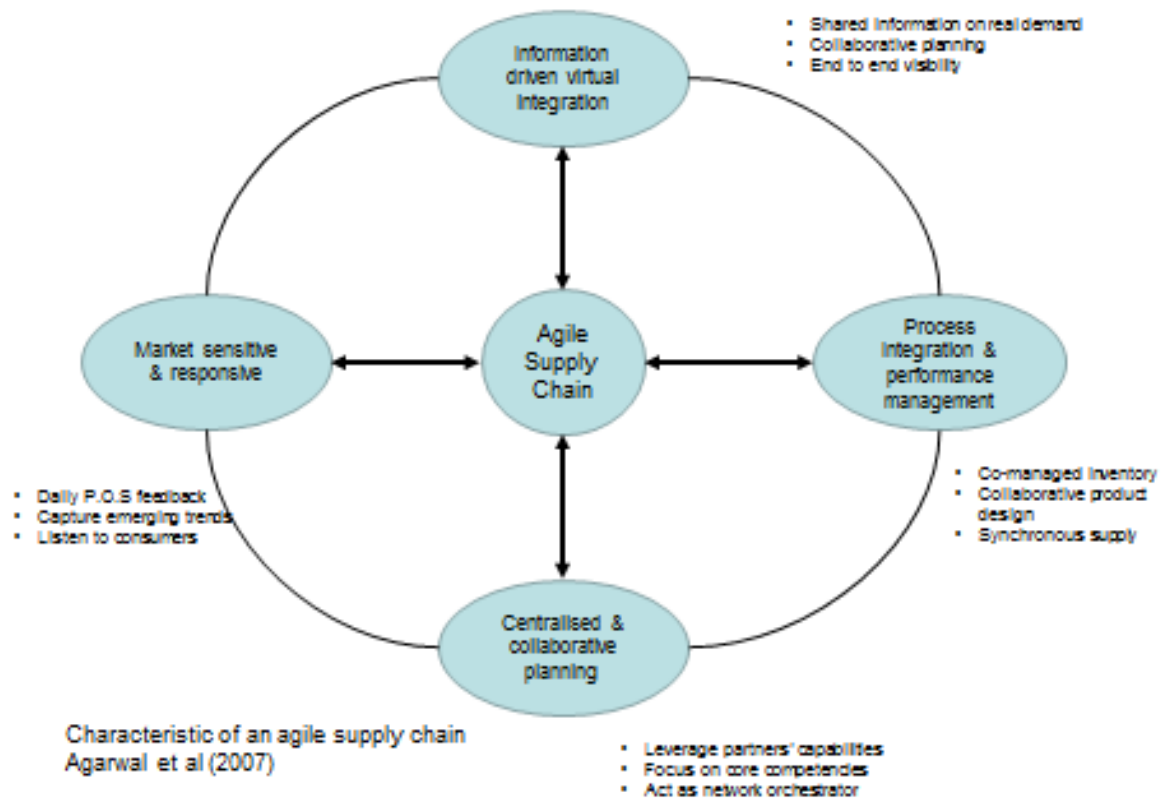 Information
driven virtual
integration
• Shared information on real demand
• Collaborative planning
• End to end visibility
Market sensitive
& responsive
Agile
Supply
Chain
Process
integration &
performance
management
• Daily P.O.S feedback
• Capture emerging trends
• Listen to consumers
• Co-managed inventory
• Collaborative product
design
• Synchronous supply
Centralised &
collaborative
planning
Characteristic of an agile supply chain
Agarwal et al (2007)
• Leverage partners' capabilities
• Focus on core competencies
• Act as network orchestrator